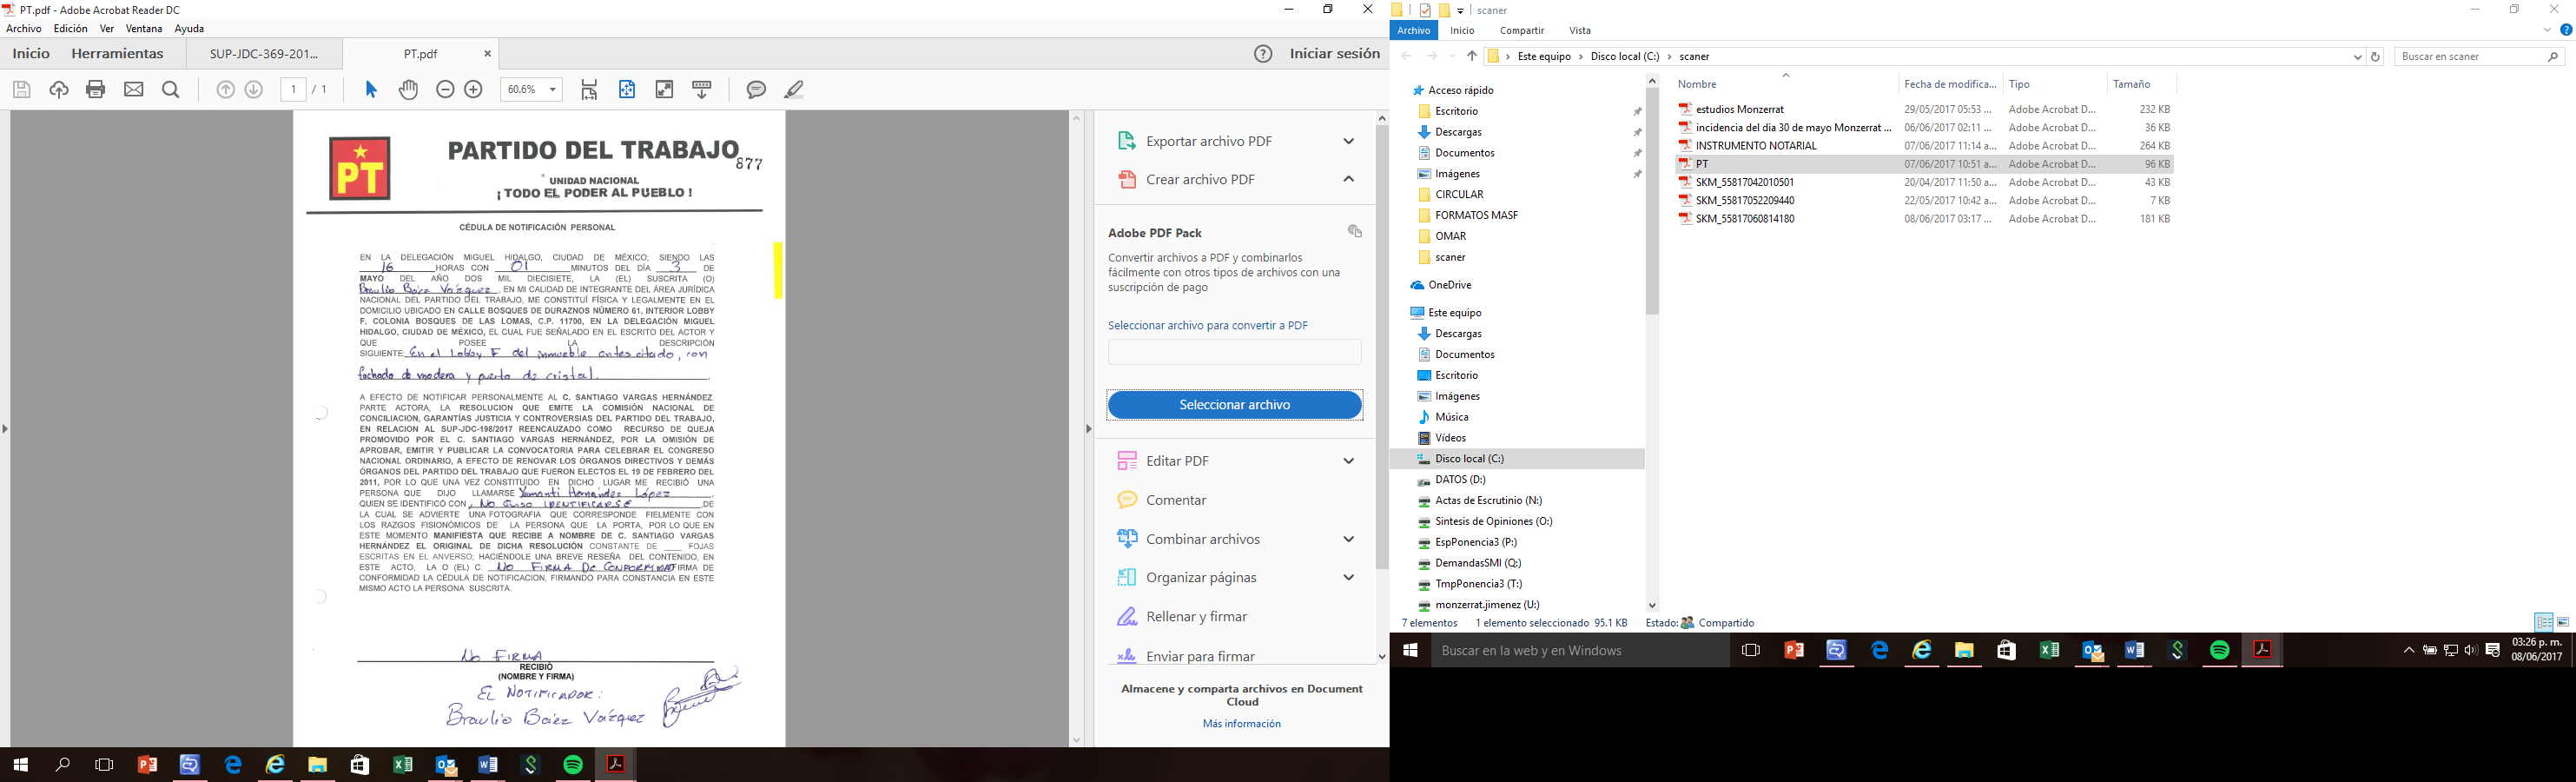 PT.pdf - Adobe Acrobat Reader DC
Archivo Edición Ver Ventana Ayuda
Inicio Herramientas SUP-JDC-369-201... PT.pdf × Iniciar sesión
1 / 1 60.6%
PT
PARTIDO DEL TRABAJO
877
UNIDAD NACIONAL
¡ TODO EL PODER AL PUEBLO !
CÉDULA DE NOTIFICACIÓN PERSONAL
EN LA DELEGACIÓN MIGUEL HIDALGO, CIUDAD DE MÉXICO; SIENDO LAS
16 HORAS CON 01 MINUTOS DEL DÍA 3 DE
MAYO DEL AÑO DOS MIL DIECISIETE, LA (EL) SUSCRITA (O)
Braulio Báez Vázquez, EN MI CALIDAD DE INTEGRANTE DEL ÁREA JURÍDICA
NACIONAL DEL PARTIDO DEL TRABAJO, ME CONSTITUÍ FÍSICA Y LEGALMENTE EN EL
DOMICILIO UBICADO EN CALLE BOSQUES DE DURAZNOS NÚMERO 61, INTERIOR LOBBY
F, COLONIA BOSQUES DE LAS LOMAS, C.P. 11700, EN LA DELEGACIÓN MIGUEL
HIDALGO, CIUDAD DE MÉXICO, EL CUAL FUE SEÑALADO EN EL ESCRITO DEL ACTOR Y
QUE POSEE LA DESCRIPCIÓN
SIGUIENTE: En el Lobby F del inmueble antes citado, con
fachada de madera y puerta de cristal.
A EFECTO DE NOTIFICAR PERSONALMENTE AL C. SANTIAGO VARGAS HERNÁNDEZ
PARTE ACTORA, LA RESOLUCION QUE EMITE LA COMISIÓN NACIONAL DE
CONCILIACION, GARANTÍAS JUSTICIA Y CONTROVERSIAS DEL PARTIDO DEL TRABAJO,
EN RELACION AL SUP-JDC-198/2017 REENCAUZADO COMO RECURSO DE QUEJA
PROMOVIDO POR EL C. SANTIAGO VARGAS HERNÁNDEZ, POR LA OMISIÓN DE
APROBAR, EMITIR Y PUBLICAR LA CONVOCATORIA PARA CELEBRAR EL CONGRESO
NACIONAL ORDINARIO, A EFECTO DE RENOVAR LOS ÓRGANOS DIRECTIVOS Y DEMÁS
ÓRGANOS DEL PARTIDO DEL TRABAJO QUE FUERON ELECTOS EL 19 DE FEBRERO DEL
2011, POR LO QUE UNA VEZ CONSTITUIDO EN DICHO LUGAR ME RECIBIÓ UNA
PERSONA QUE DIJO LLAMARSE Hernández López
QUIEN SE IDENTIFICÓ CON, No Quiso IDENTIFICARSE DE
LA CUAL SE ADVIERTE UNA FOTOGRAFIA QUE CORRESPONDE FIELMENTE CON
LOS RAZGOS FISIONÓMICOS DE LA PERSONA QUE LA PORTA, POR LO QUE EN
ESTE MOMENTO MANIFIESTA QUE RECIBE A NOMBRE DE C. SANTIAGO VARGAS
HERNÁNDEZ EL ORIGINAL DE DICHA RESOLUCIÓN CONSTANTE DE ____ FOJAS
ESCRITAS EN EL ANVERSO; HACIÉNDOLE UNA BREVE RESEÑA DEL CONTENIDO, EN
ESTE ACTO, LA O (EL) C. No FIRMA De CONFORMIDAD FIRMA DE
CONFORMIDAD LA CÉDULA DE NOTIFICACION, FIRMANDO PARA CONSTANCIA EN ESTE
MISMO ACTO LA PERSONA SUSCRITA.
No FIRMA
RECIBIÓ
(NOMBRE Y FIRMA)
EL NOTIFICADOR:
Braulio Báez Vázquez
Exportar archivo PDF
Crear archivo PDF
Adobe PDF Pack
Convertir archivos a PDF y combinarlos
fácilmente con otros tipos de archivos con una
suscripción de pago
Seleccionar archivo para convertir a PDF
Seleccionar archivo
Editar PDF
Comentar
Combinar archivos
Organizar páginas
Rellenar y firmar
Enviar para firmar
Almacene y comparta archivos en Document
Cloud
Más información
scaner
Archivo Inicio Compartir Vista
Este equipo > Disco local (C:) > scaner
Buscar en scaner
Nombre Fecha de modifica... Tipo Tamaño
estudios Monzerrat 29/05/2017 05:53 ... Adobe Acrobat D... 232 KB
incidencia del dia 30 de mayo Monzerrat ... 06/06/2017 02:11 ... Adobe Acrobat D... 36 KB
INSTRUMENTO NOTARIAL 07/06/2017 11:14 a... Adobe Acrobat D... 264 KB
PT 07/06/2017 10:51 a... Adobe Acrobat D... 96 KB
SKM_55817042010501 20/04/2017 11:50 a... Adobe Acrobat D... 43 KB
SKM_55817052209440 22/05/2017 10:42 a... Adobe Acrobat D... 7 KB
SKM_55817060814180 08/06/2017 03:17 ... Adobe Acrobat D... 181 KB
Acceso rápido
Escritorio
Descargas
Documentos
Imágenes
CIRCULAR
FORMATOS MASF
OMAR
scaner
OneDrive
Este equipo
Descargas
Documentos
Escritorio
Imágenes
Música
Vídeos
Disco local (C:)
DATOS (D:)
Actas de Escrutinio (N:)
Sintesis de Opiniones (O:)
EspPonencia3 (P:)
DemandasSMI (Q:)
TmpPonencia3 (T:)
monzerrat.jimenez (U:)
7 elementos 1 elemento seleccionado 95.1 KB Estado: Compartido
Buscar en la web y en Windows
03:26 p. m.
08/06/2017